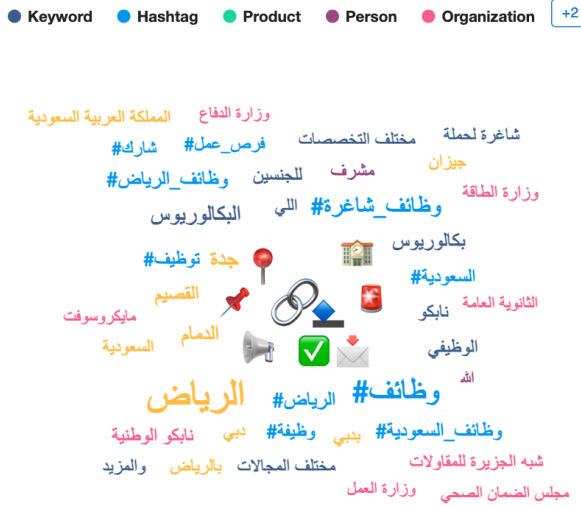 Keyword Hashtag Product Person Organization +2
وزارة الدفاع
المملكة العربية السعودية
شاغرة لحملة
مختلف التخصصات
#فرص_عمل
#شارك
جيزان
مشرف
للجنسين
#وظائف_الرياض
وزارة الطاقة
#وظائف_شاغرة
اللي
البكالوريوس
بكالوريوس
جدة
#توظيف
#السعودية
القصيم
الثانوية العامة
نابكو
مايكروسوفت
الدمام
السعودية
الوظيفي
الله
#وظائف
#الرياض
الرياض
#وظائف_السعودية
بدبي
#وظيفة
دبي
نابكو الوطنية
شبه الجزيرة للمقاولات
مختلف المجالات
بالرياض
والمزيد
وزارة العمل
مجلس الضمان الصحي